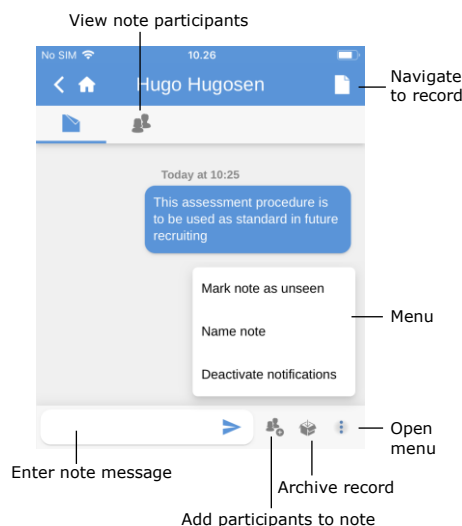 View note participants
No SIM
10.26
Hugo Hugosen
Navigate
to record
Today at 10:25
This assessment procedure is
to be used as standard in future
recruiting
Mark note as unseen
Name note
Deactivate notifications
Menu
Open
menu
Enter note message
Archive record
Add participants to note